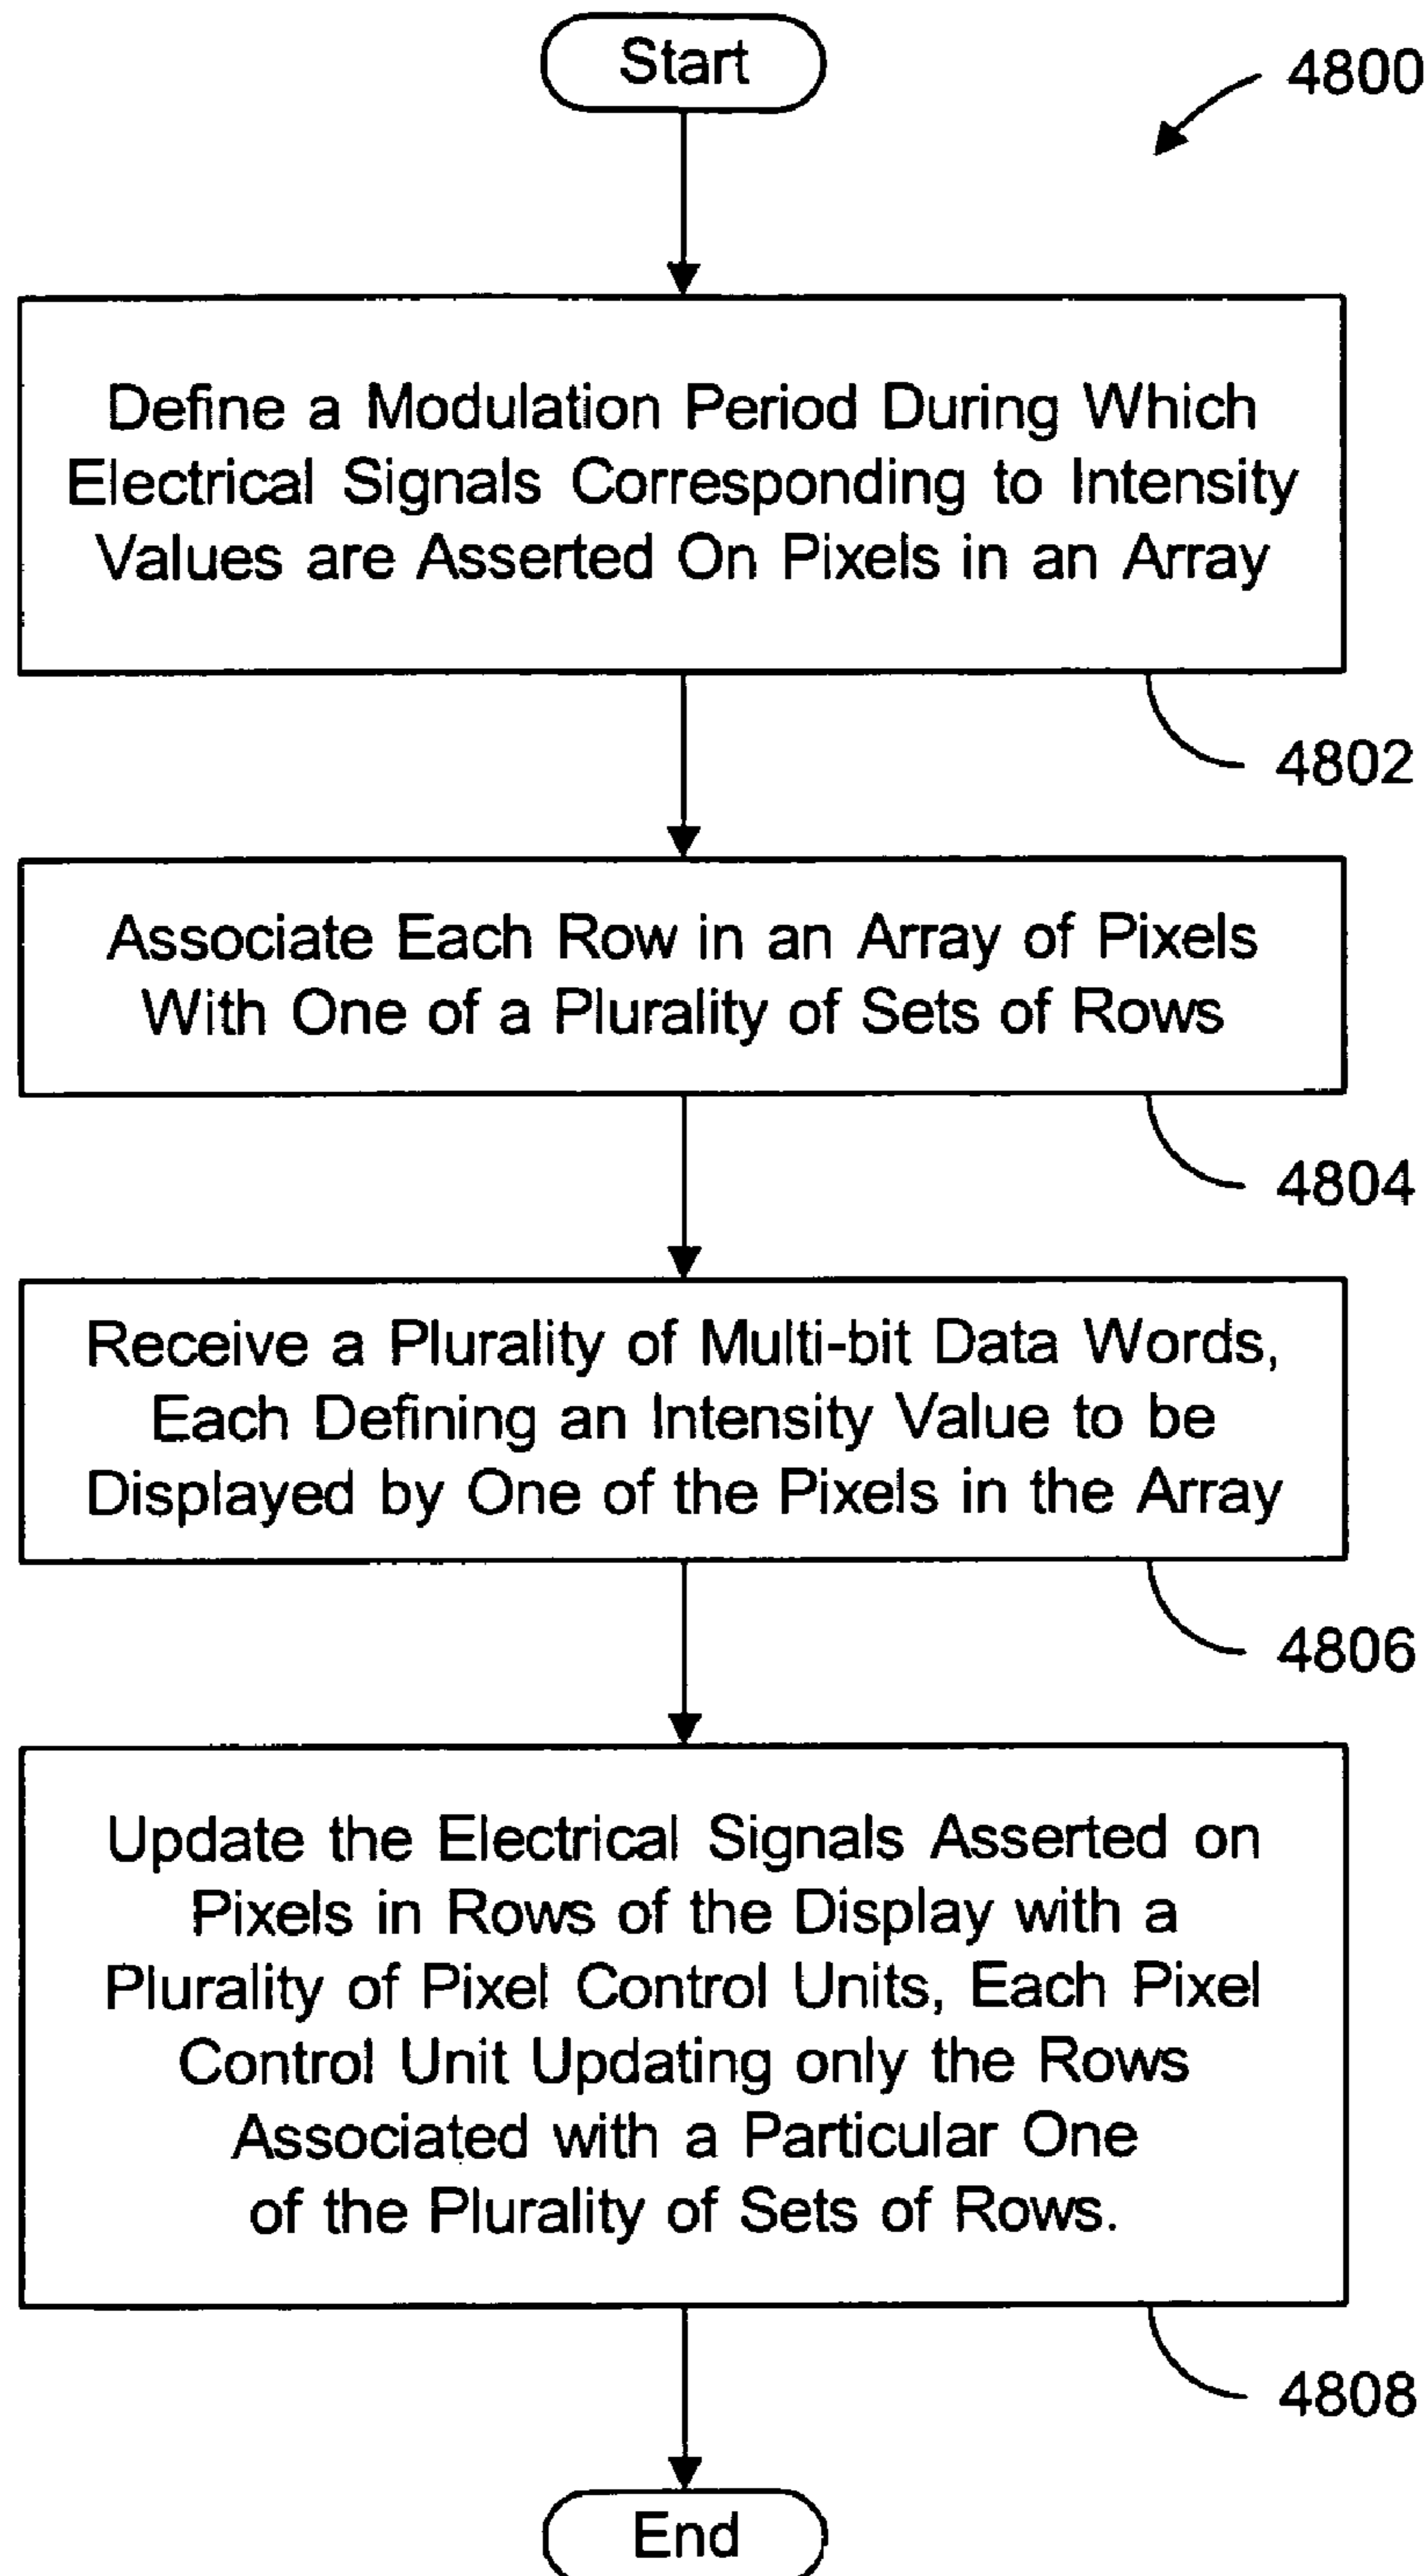 Start
4800
Define a Modulation Period During Which
Electrical Signals Corresponding to Intensity
Values are Asserted On Pixels in an Array
4802
Associate Each Row in an Array of Pixels
With One of a Plurality of Sets of Rows
4804
Receive a Plurality of Multi-bit Data Words,
Each Defining an Intensity Value to be
Displayed by One of the Pixels in the Array
4806
Update the Electrical Signals Asserted on
Pixels in Rows of the Display with a
Plurality of Pixel Control Units, Each Pixel
Control Unit Updating only the Rows
Associated with a Particular One
of the Plurality of Sets of Rows.
4808
End